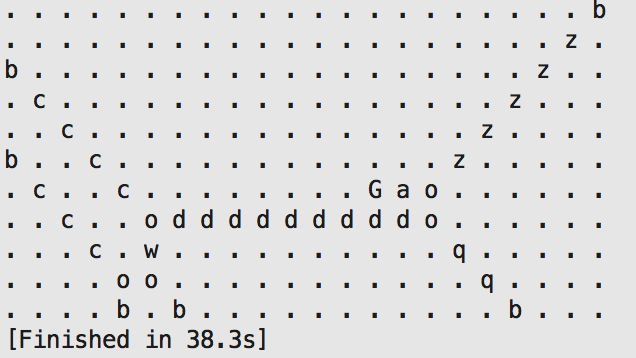 . . . . . . . . . . . . . . . . . . . . . b
. . . . . . . . . . . . . . . . . . . . z .
b . . . . . . . . . . . . . . . . . . z . .
. c . . . . . . . . . . . . . . . . z . . .
. . c . . . . . . . . . . . . . . z . . . .
b . . c . . . . . . . . . . . . z . . . . .
. c . . c . . . . . . . . G a o . . . . . .
. . c . . o d d d d d d d d d o . . . . . .
. . . c . w . . . . . . . . . . q . . . . .
. . . . o o . . . . . . . . . . . q . . . .
. . . . b . b . . . . . . . . . . . b . . .
[Finished in 38.3s]